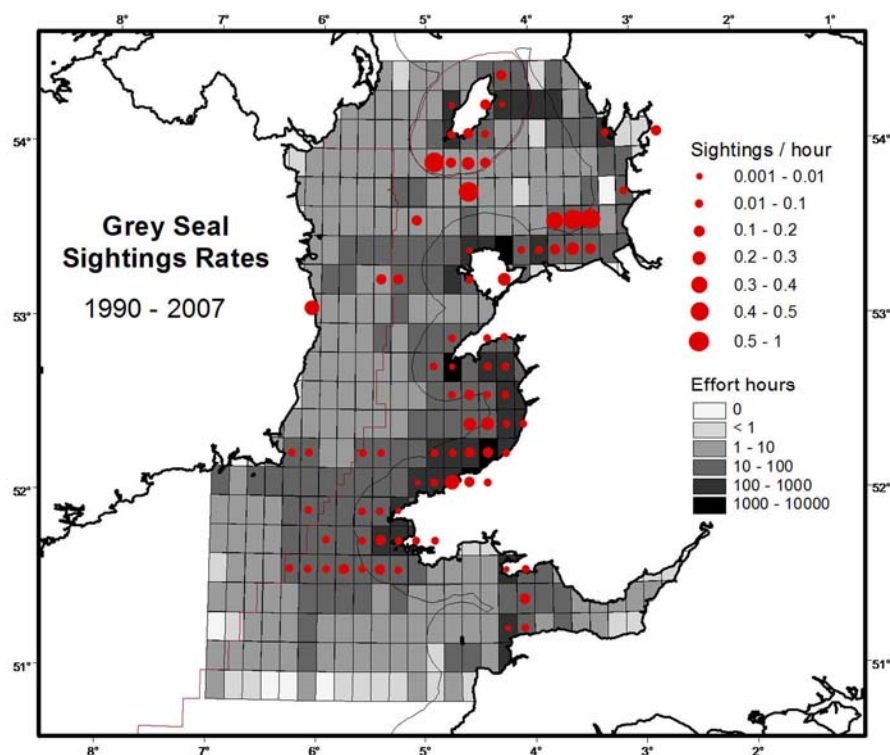 8°
7°
6°
5°
4°
3°
2°
1°
54°
53°
52°
51°
Grey Seal
Sightings Rates
1990 - 2007
Sightings / hour
0.001 - 0.01
0.01 - 0.1
0.1 - 0.2
0.2 - 0.3
0.3 - 0.4
0.4 - 0.5
0.5 - 1
Effort hours
0
< 1
1 - 10
10 - 100
100 - 1000
1000 - 10000
54°
53°
52°
51°
8°
7°
6°
5°
4°
3°
2°
1°